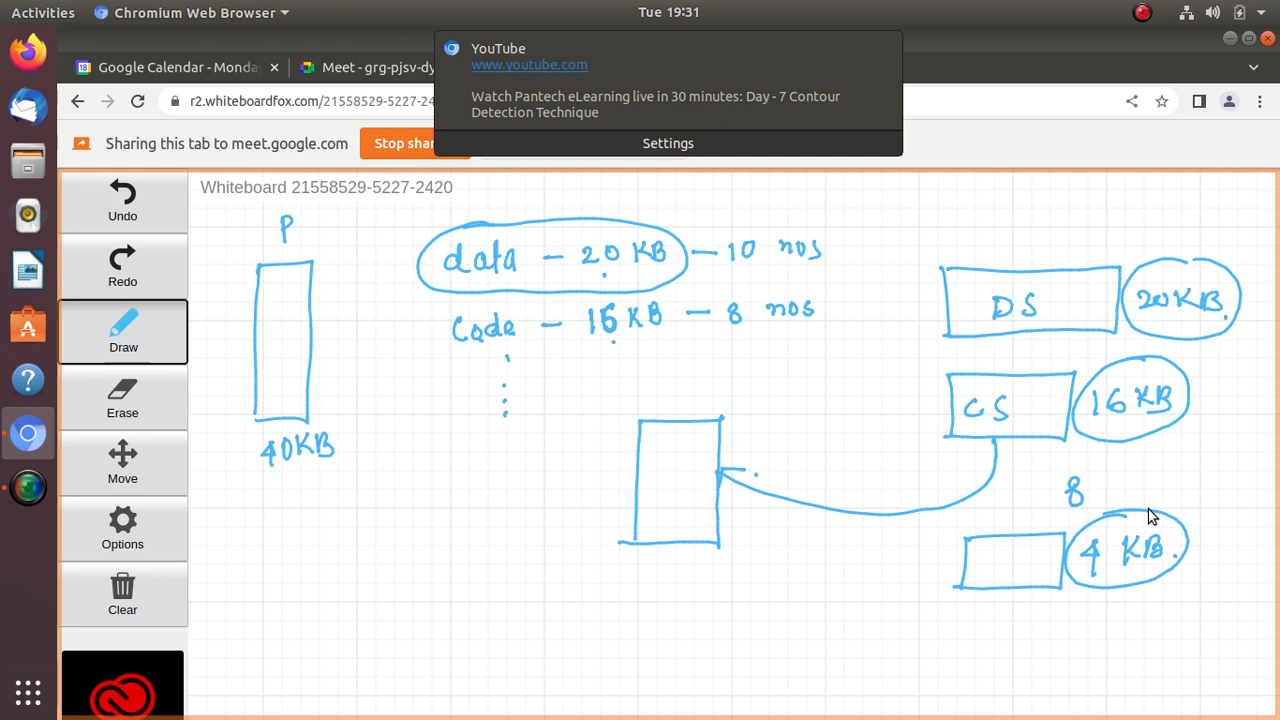 Activities
Chromium Web Browser
Tue 19:31
YouTube
www.youtube.com
Watch Pantech eLearning live in 30 minutes: Day - 7 Contour
Detection Technique
Settings
Google Calendar - Monday
Meet - grg-pjsv-dy
r2.whiteboardfox.com/21558529-5227-24
Sharing this tab to meet.google.com
Stop shar
Whiteboard 21558529-5227-2420
Undo
Redo
Draw
Erase
Move
Options
Clear
P
40KB
data - 20 KB - 10 nos
Code - 16 KB - 8 nos
DS
20KB
CS
16 KB
8
4 KB